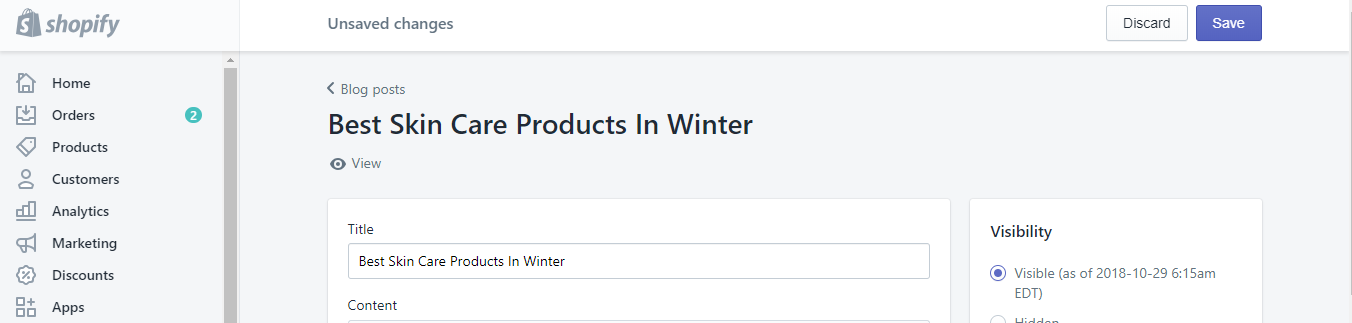 shopify
Unsaved changes
Discard
Save
Home
Orders
2
Products
Customers
Analytics
Marketing
Discounts
Apps
Blog posts
Best Skin Care Products In Winter
View
Title
Best Skin Care Products In Winter
Content
Visibility
Visible (as of 2018-10-29 6:15am
EDT)
Hidden